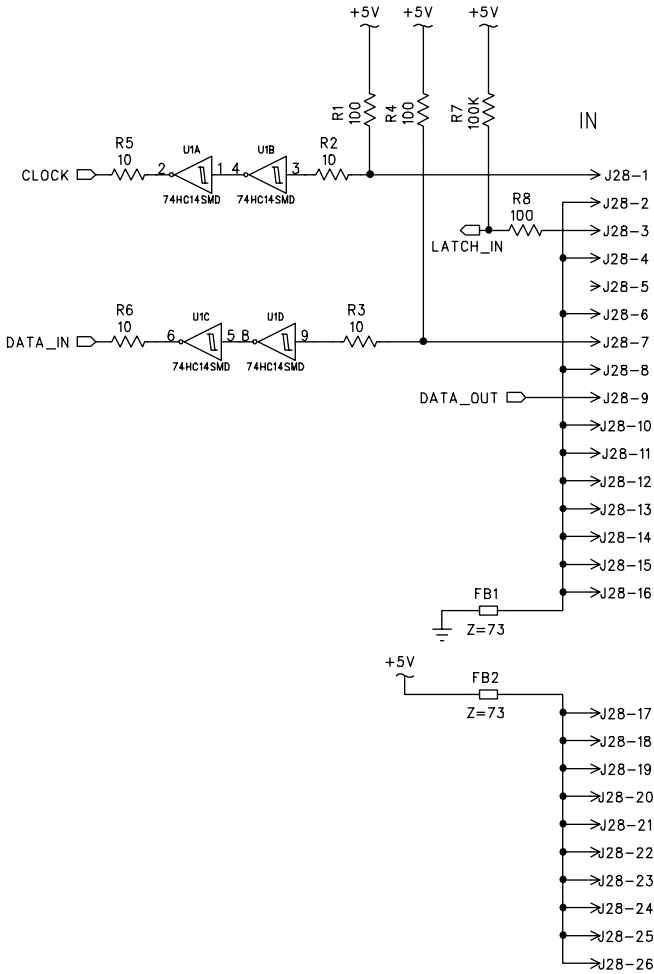 +5V +5V +5V
R1 100 R4 100 R7 100K
IN
R5 10 U1A U1B R2 10
CLOCK 2 1 4 3 J28-1
74HC14SMD 74HC14SMD
J28-2
R8 100
LATCH_IN J28-3
J28-4
J28-5
J28-6
R6 10 U1C U1D R3 10
DATA_IN 6 5 8 9 J28-7
74HC14SMD 74HC14SMD
J28-8
DATA_OUT J28-9
J28-10
J28-11
J28-12
J28-13
J28-14
J28-15
J28-16
FB1
Z=73
+5V
FB2
Z=73
J28-17
J28-18
J28-19
J28-20
J28-21
J28-22
J28-23
J28-24
J28-25
J28-26